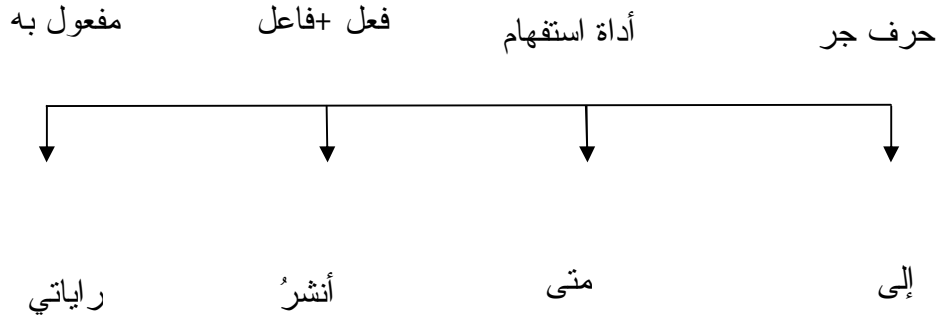 حرف جر أداة استفهام فعل +فاعل مفعول به
إلى متى أنشرُ راياتي